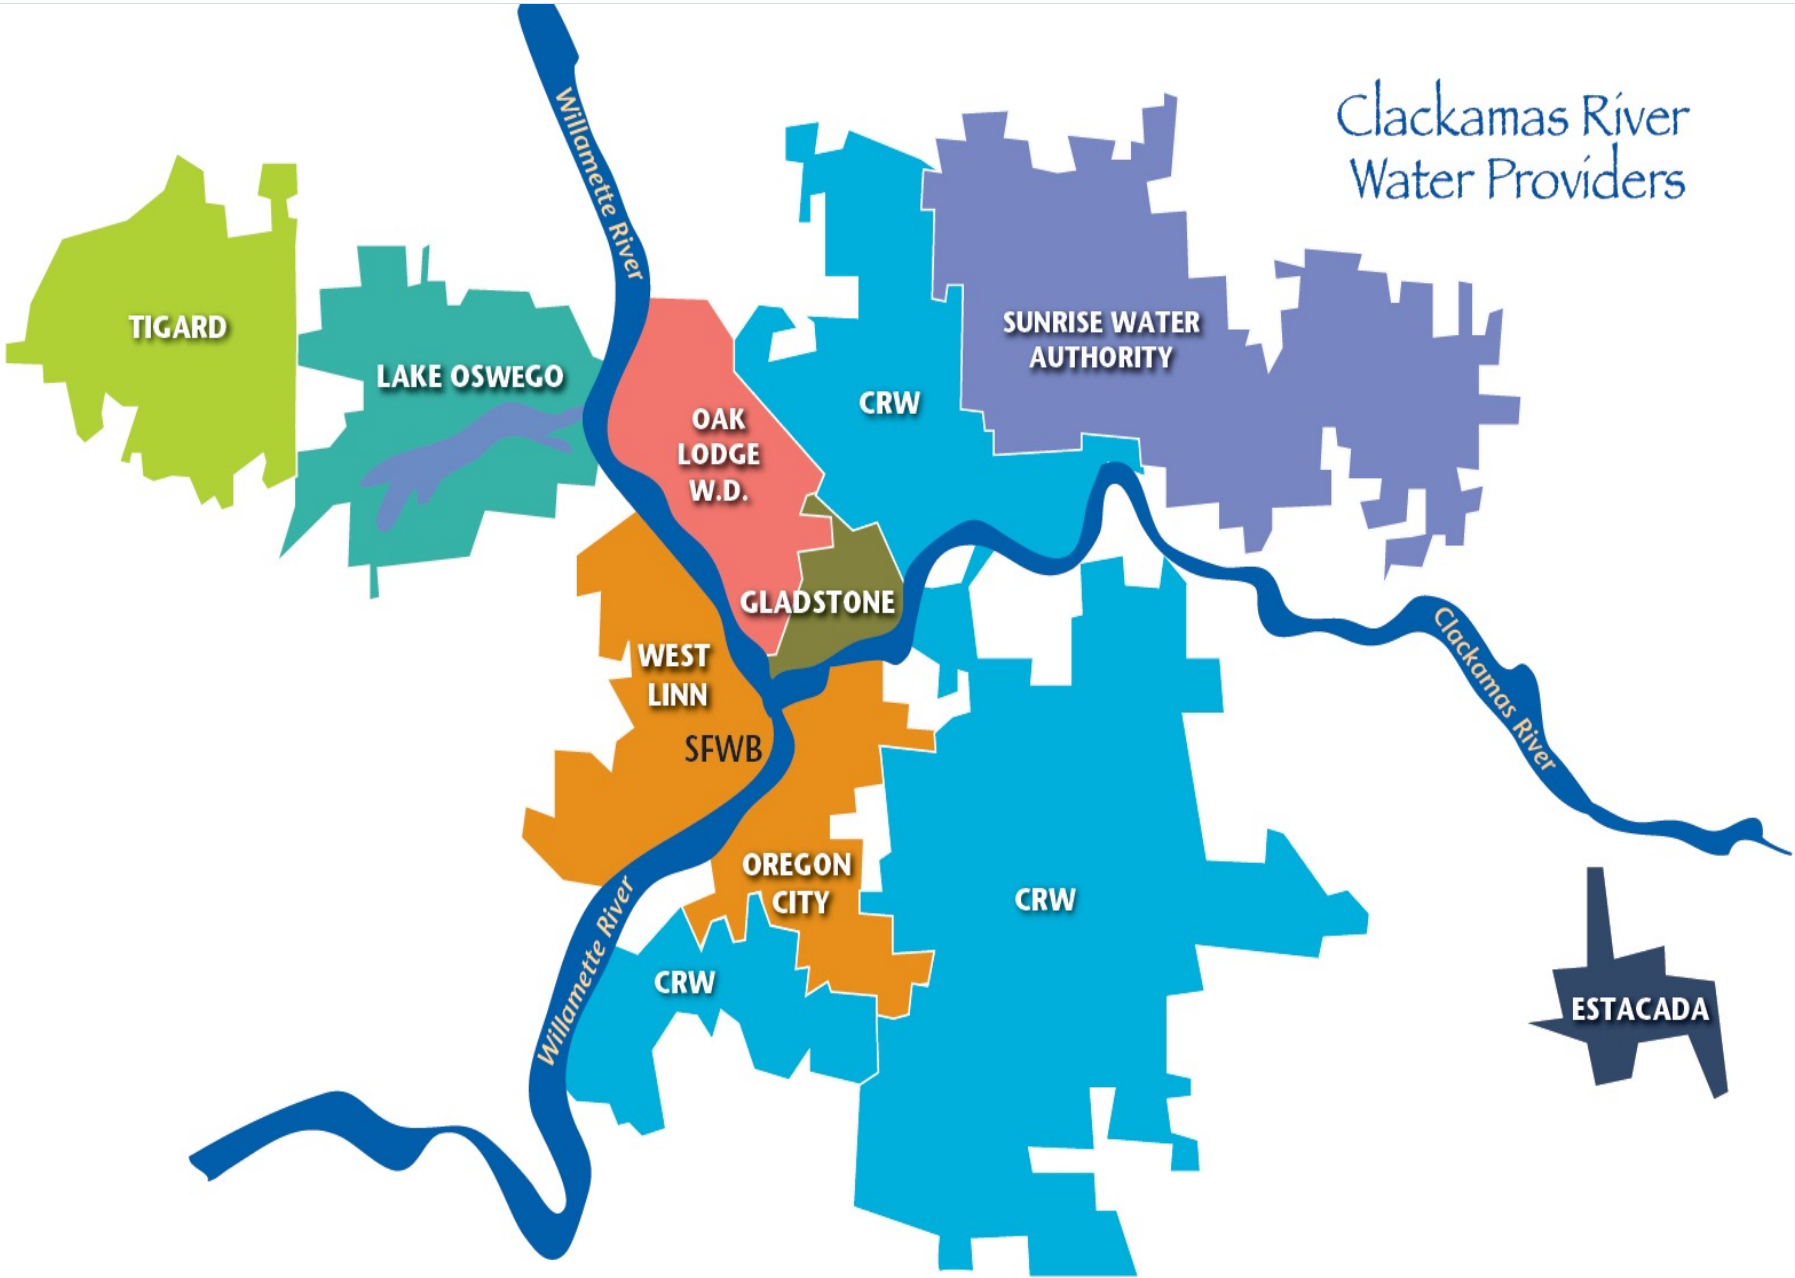 Clackamas River
Water Providers
Willamette River
TIGARD
LAKE OSWEGO
OAK
LODGE
W.D.
CRW
SUNRISE WATER
AUTHORITY
GLADSTONE
WEST
LINN
SFWB
Clackamas River
OREGON
CITY
CRW
Willamette River
CRW
ESTACADA